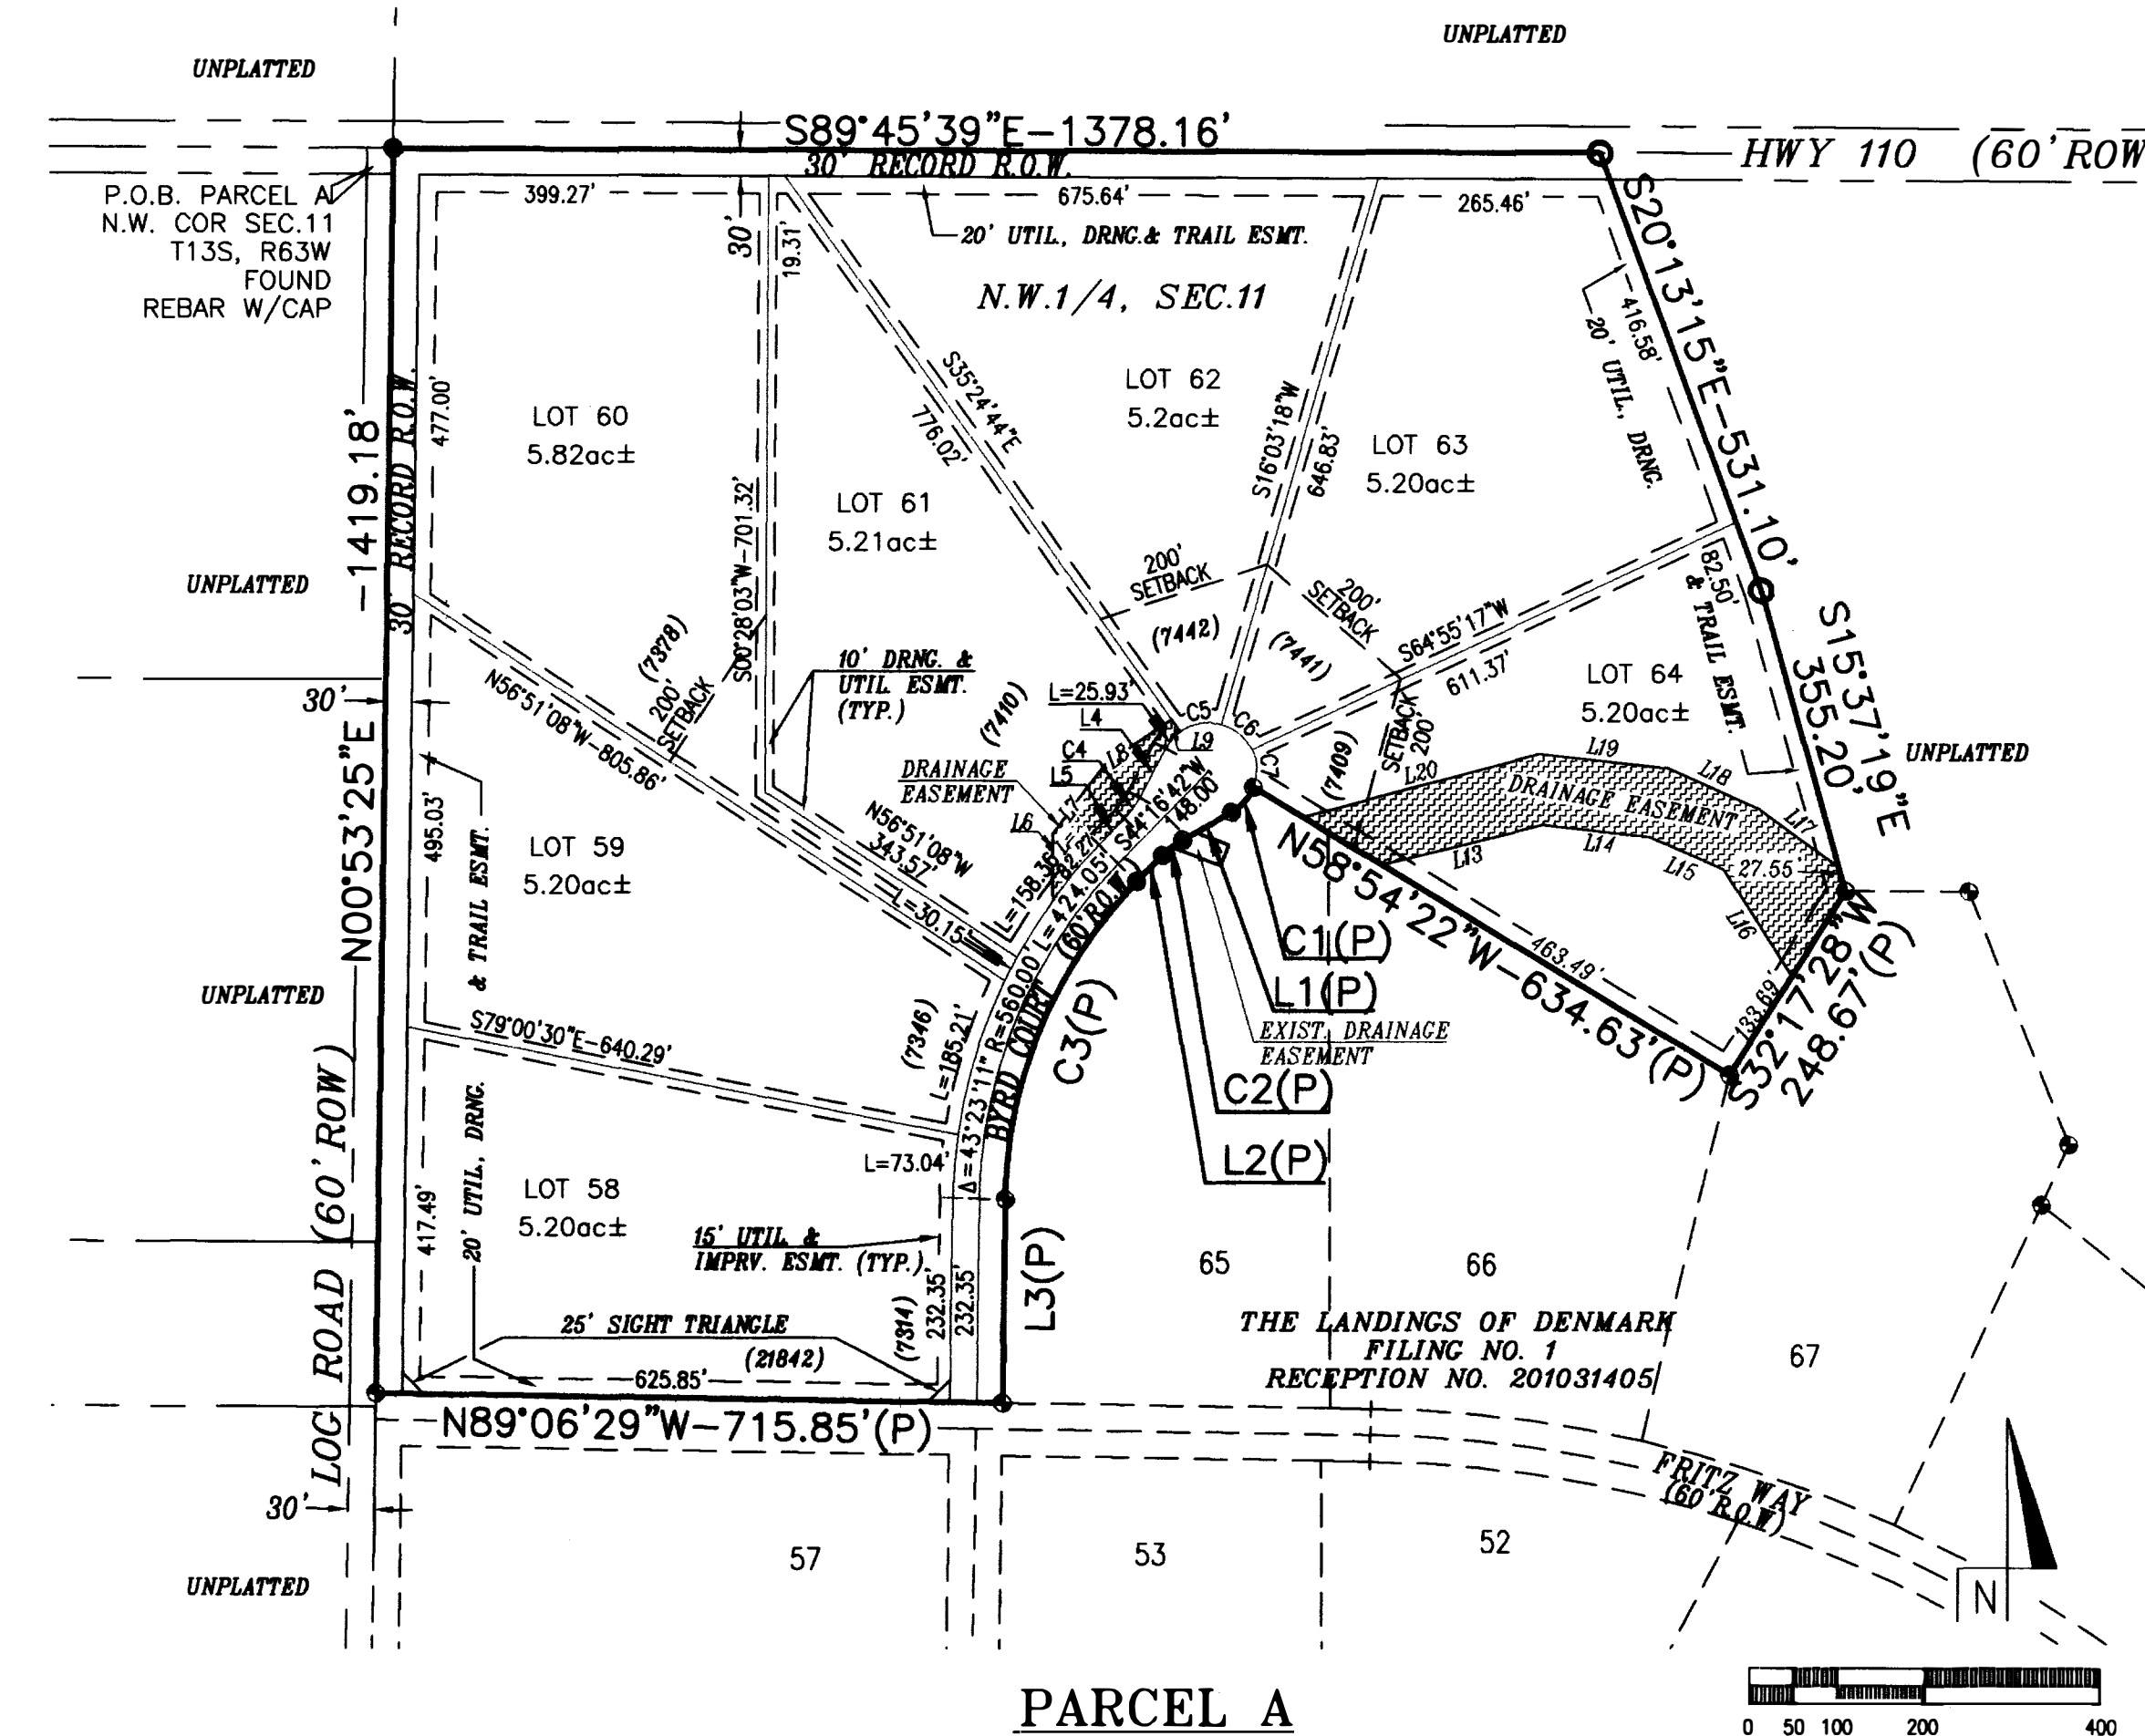 UNPLATTED
UNPLATTED
S89°45'39"E-1378.16'
30' RECORD R.O.W.
HWY 110 (60'ROW
P.O.B. PARCEL A
N.W. COR SEC.11
T13S, R63W
FOUND
REBAR W/CAP
399.27'
675.64'
265.46'
30'
19.31'
20' UTIL., DRNG.& TRAIL ESMT.
N.W.1/4, SEC.11
S20°13'15"E-531.10'
416.58'
20' UTIL., DRNG.
& TRAIL ESMT.
82.50'
-1419.18'
N00°53'25"E
30' RECORD R.O.W.
477.00'
LOT 60
5.82ac±
LOT 61
5.21ac±
LOT 62
5.2ac±
LOT 63
5.20ac±
LOT 64
5.20ac±
S35°24'44"E
776.02'
S16°03'18"W
646.83'
S00°28'03"W-701.32'
S64°55'17"W
611.37'
200'
SETBACK
(7442)
200'
SETBACK
(7441)
200'
SETBACK
(7378)
SETBACK
200'
(7409)
UNPLATTED
30'
N56°51'08"W-805.86'
10' DRNG. &
UTIL. ESMT.
(TYP.)
(7410)
L=25.93'
L4
C4
L5
L6
L7
L8
L9
C5
C6
C7
DRAINAGE
EASEMENT
S44°16'42"W
148.00'
N56°51'08"W
343.57'
L=30.15'
L=158.36'
L=424.05'
(60'R.O.W.)
S15°37'19"E
355.20'
UNPLATTED
L20
L19
L18
L17
DRAINAGE EASEMENT
L13
L14
L15
L16
27.55'
N58°54'22"W-634.63'(P)
463.49'
133.69'
S32°17'28"W
248.67'(P)
C1(P)
L1(P)
EXIST. DRAINAGE
EASEMENT
C2(P)
L2(P)
C3(P)
L3(P)
LOT 59
5.20ac±
495.03'
& TRAIL ESMT.
20' UTIL., DRNG.
UNPLATTED
S79°00'30"E-640.29'
(7346)
L=185.21'
Δ=43°23'11" R=560.00'
BYRD COURT
L=73.04'
LOT 58
5.20ac±
417.49'
15' UTIL &
IMPRV. ESMT. (TYP.)
(7314)
232.35'
232.35'
25' SIGHT TRIANGLE
(21842)
625.85'
N89°06'29"W-715.85'(P)
LOG ROAD (60'ROW)
30'
UNPLATTED
65
66
67
THE LANDINGS OF DENMARK
FILING NO. 1
RECEPTION NO. 201031405
FRITZ WAY
(60'R.O.W)
57
53
52
N
PARCEL A
0 50 100 200 400